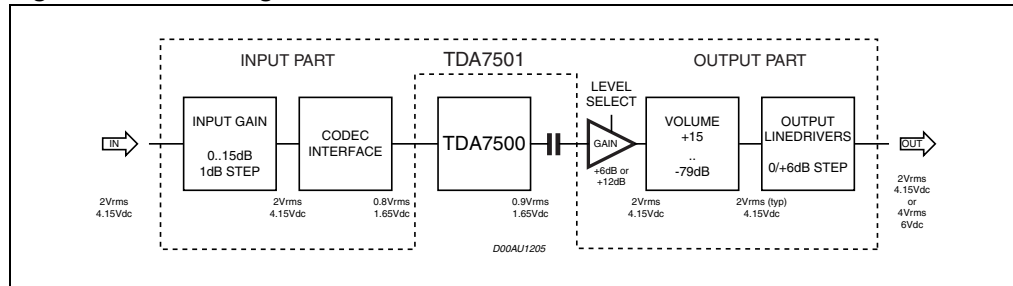 INPUT PART
TDA7501
OUTPUT PART
LEVEL
SELECT
IN
INPUT GAIN
0..15dB
1dB STEP
CODEC
INTERFACE
TDA7500
GAIN
+6dB or
+12dB
VOLUME
+15
..
-79dB
OUTPUT
LINEDRIVERS
0/+6dB STEP
OUT
2Vrms
4.15Vdc
2Vrms
4.15Vdc
0.8Vrms
1.65Vdc
0.9Vrms
1.65Vdc
2Vrms
4.15Vdc
2Vrms (typ)
4.15Vdc
2Vrms
4.15Vdc
or
4Vrms
6Vdc
D00AU1205